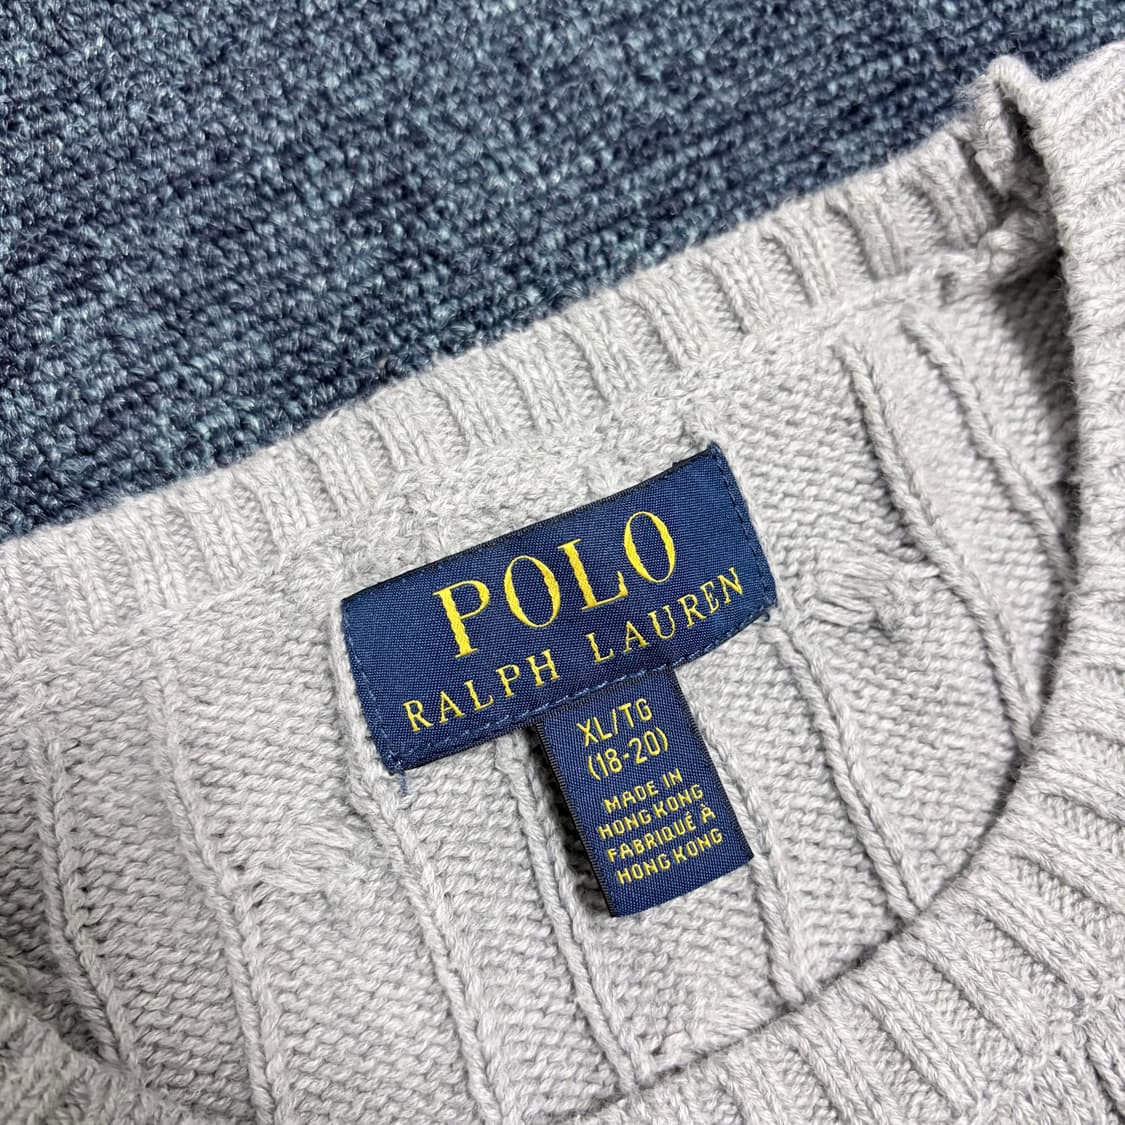 POLO
RALPH LAUREN
XL/TG
(18-20)
MADE IN
HONG KONG
FABRIQUÉ À
HONG KONG